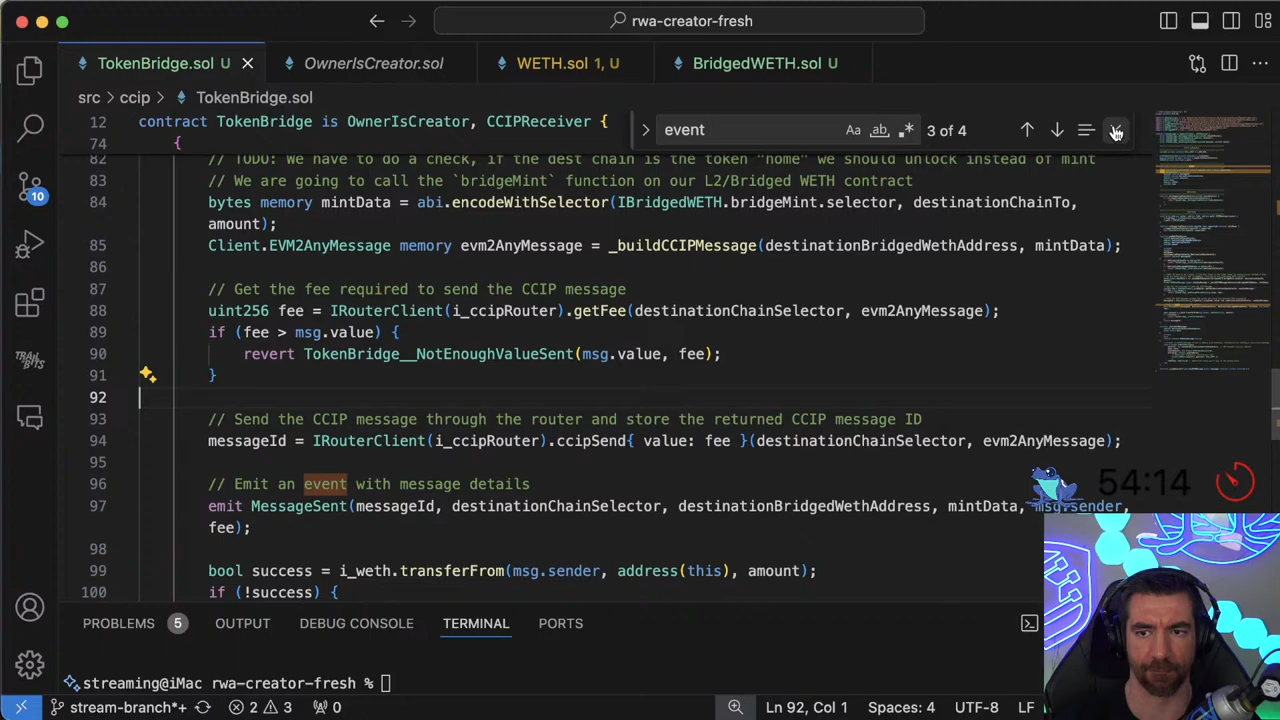 rwa-creator-fresh
TokenBridge.sol U
OwnerIsCreator.sol
WETH.sol 1, U
BridgedWETH.sol U
src > ccip > TokenBridge.sol
event
Aa ab
3 of 4
12 contract TokenBridge is OwnerIsCreator, CCIPReceiver {
74 {
82 // TODO: We have to do a check, if the dest chain is the token "home" we should unlock instead of mint
83 // We are going to call the `bridgeMint` function on our L2/Bridged WETH contract
84 bytes memory mintData = abi.encodeWithSelector(IBridgedWETH.bridgeMint.selector, destinationChainTo,
amount);
85 Client.EVM2AnyMessage memory evm2AnyMessage = _buildCCIPMessage(destinationBridgedWethAddress, mintData);
86
87 // Get the fee required to send the CCIP message
88 uint256 fee = IRouterClient(i_ccipRouter).getFee(destinationChainSelector, evm2AnyMessage);
89 if (fee > msg.value) {
90 revert TokenBridge__NotEnoughValueSent(msg.value, fee);
91 }
92
93 // Send the CCIP message through the router and store the returned CCIP message ID
94 messageId = IRouterClient(i_ccipRouter).ccipSend{ value: fee }(destinationChainSelector, evm2AnyMessage);
95
96 // Emit an event with message details
97 emit MessageSent(messageId, destinationChainSelector, destinationBridgedWethAddress, mintData, msg.sender,
fee);
98
99 bool success = i_weth.transferFrom(msg.sender, address(this), amount);
100 if (!success) {
10
54:14
PROBLEMS 5 OUTPUT DEBUG CONSOLE TERMINAL PORTS
streaming@iMac rwa-creator-fresh %
stream-branch*+ 2 3 0
Ln 92, Col 1 Spaces: 4 UTF-8 LF